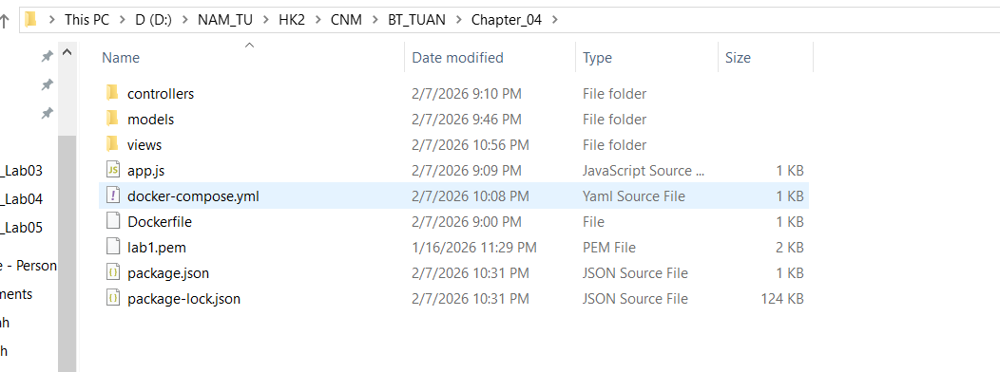 This PC > D (D:) > NAM_TU > HK2 > CNM > BT_TUAN > Chapter_04 >
Name Date modified Type Size
controllers 2/7/2026 9:10 PM File folder
models 2/7/2026 9:46 PM File folder
views 2/7/2026 10:56 PM File folder
_Lab03 app.js 2/7/2026 9:09 PM JavaScript Source ... 1 KB
_Lab04 docker-compose.yml 2/7/2026 10:08 PM Yaml Source File 1 KB
_Lab05 Dockerfile 2/7/2026 9:00 PM File 1 KB
lab1.pem 1/16/2026 11:29 PM PEM File 2 KB
e - Person package.json 2/7/2026 10:31 PM JSON Source File 1 KB
ments package-lock.json 2/7/2026 10:31 PM JSON Source File 124 KB
ah
h